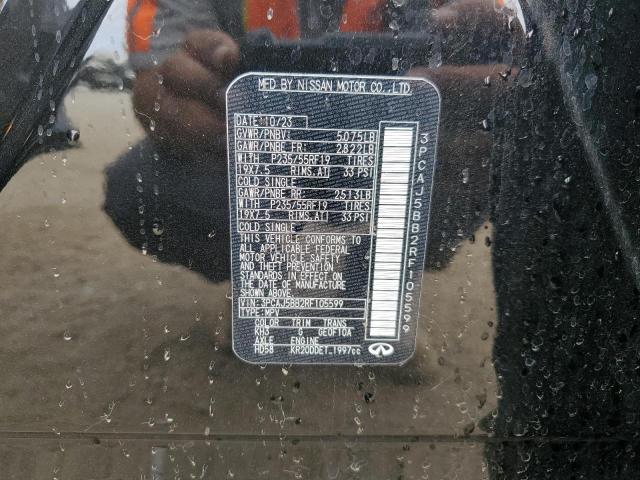 MFD BY NISSAN MOTOR CO., LTD.
DATE: 10/23
GVWR/PNBV: 5075LB
GAWR/PNBE FR: 2822LB
WITH P235/55RF19 TIRES
19X7.5 RIMS,AT 33 PSI
COLD SINGLE
GAWR/PNBE RR: 2513LB
WITH P235/55RF19 TIRES
19X7.5 RIMS,AT 33 PSI
COLD SINGLE
THIS VEHICLE CONFORMS TO
ALL APPLICABLE FEDERAL
MOTOR VEHICLE SAFETY
AND THEFT PREVENTION
STANDARDS IN EFFECT ON
THE DATE OF MANUFACTURE
SHOWN ABOVE.
VIN: 3PCAJ5BB2RF105599
TYPE: MPV
COLOR TRIM TRANS
KH3 G GE0F10A
AXLE ENGINE
HD58 KR20DDET 1997cc
3PCAJ5BB2RF105599